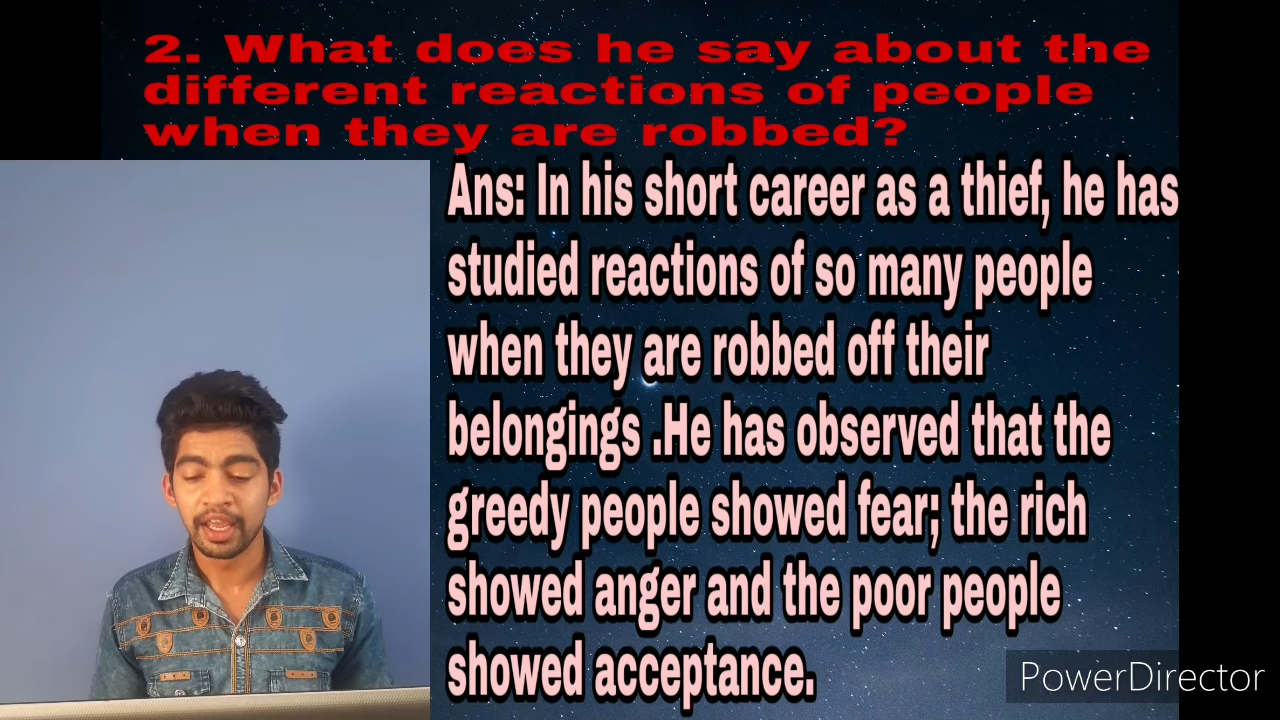 2. What does he say about the
different reactions of people
when they are robbed?
Ans: In his short career as a thief, he has
studied reactions of so many people
when they are robbed off their
belongings .He has observed that the
greedy people showed fear; the rich
showed anger and the poor people
showed acceptance.
PowerDirector